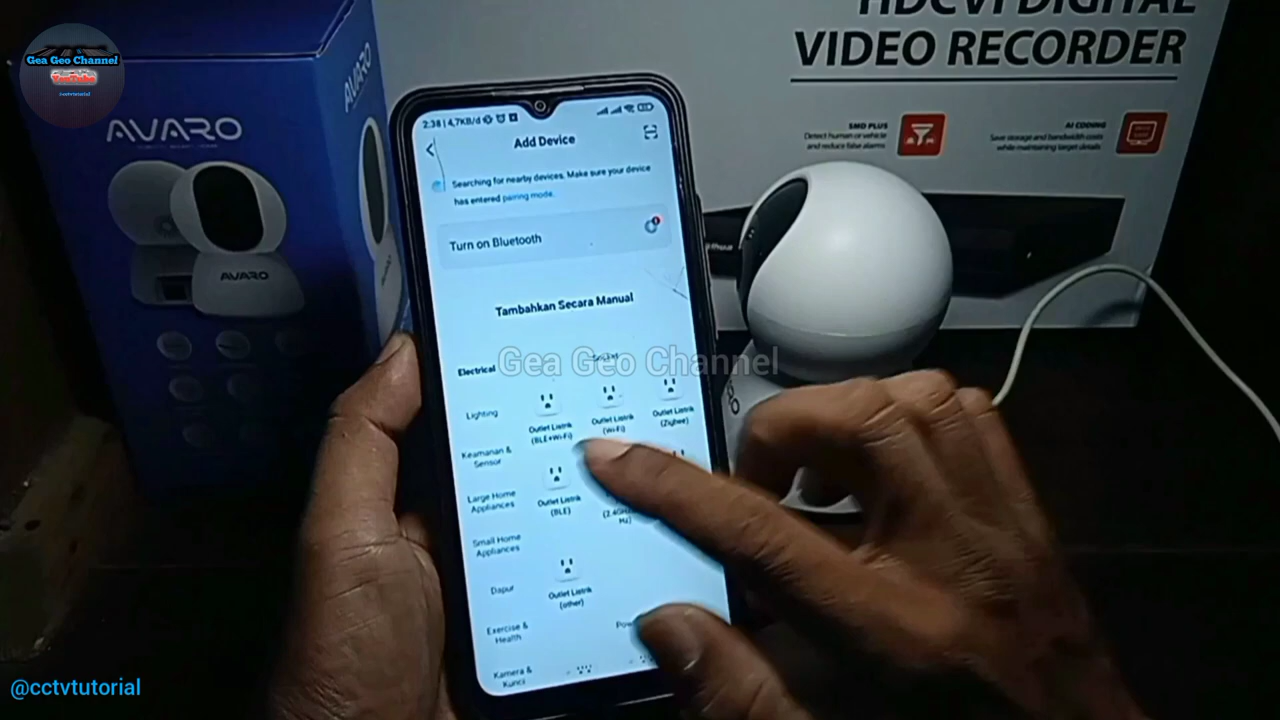 Gea Geo Channel
YouTube
#cctvtutorial
AVARO
AVARO
AVARO
HDCVI DIGITAL
VIDEO RECORDER
SMD PLUS
Detect human or vehicle
and reduce false alarms
AI CODING
Save storage and bandwidth costs
while maintaining target details
2:38 | 4,7KB/d
Add Device
Searching for nearby devices. Make sure your device
has entered pairing mode.
Turn on Bluetooth
Tambahkan Secara Manual
Gea Geo Channel
Electrical
Socket
Lighting
Outlet Listrik
(BLE+Wi-Fi)
Outlet Listrik
(Wi-Fi)
Outlet Listrik
(Zigbee)
Keamanan &
Sensor
Large Home
Appliances
Outlet Listrik
(BLE)
Small Home
Appliances
Dapur
Outlet Listrik
(other)
Exercise &
Health
Kamera &
Kunci
@cctvtutorial